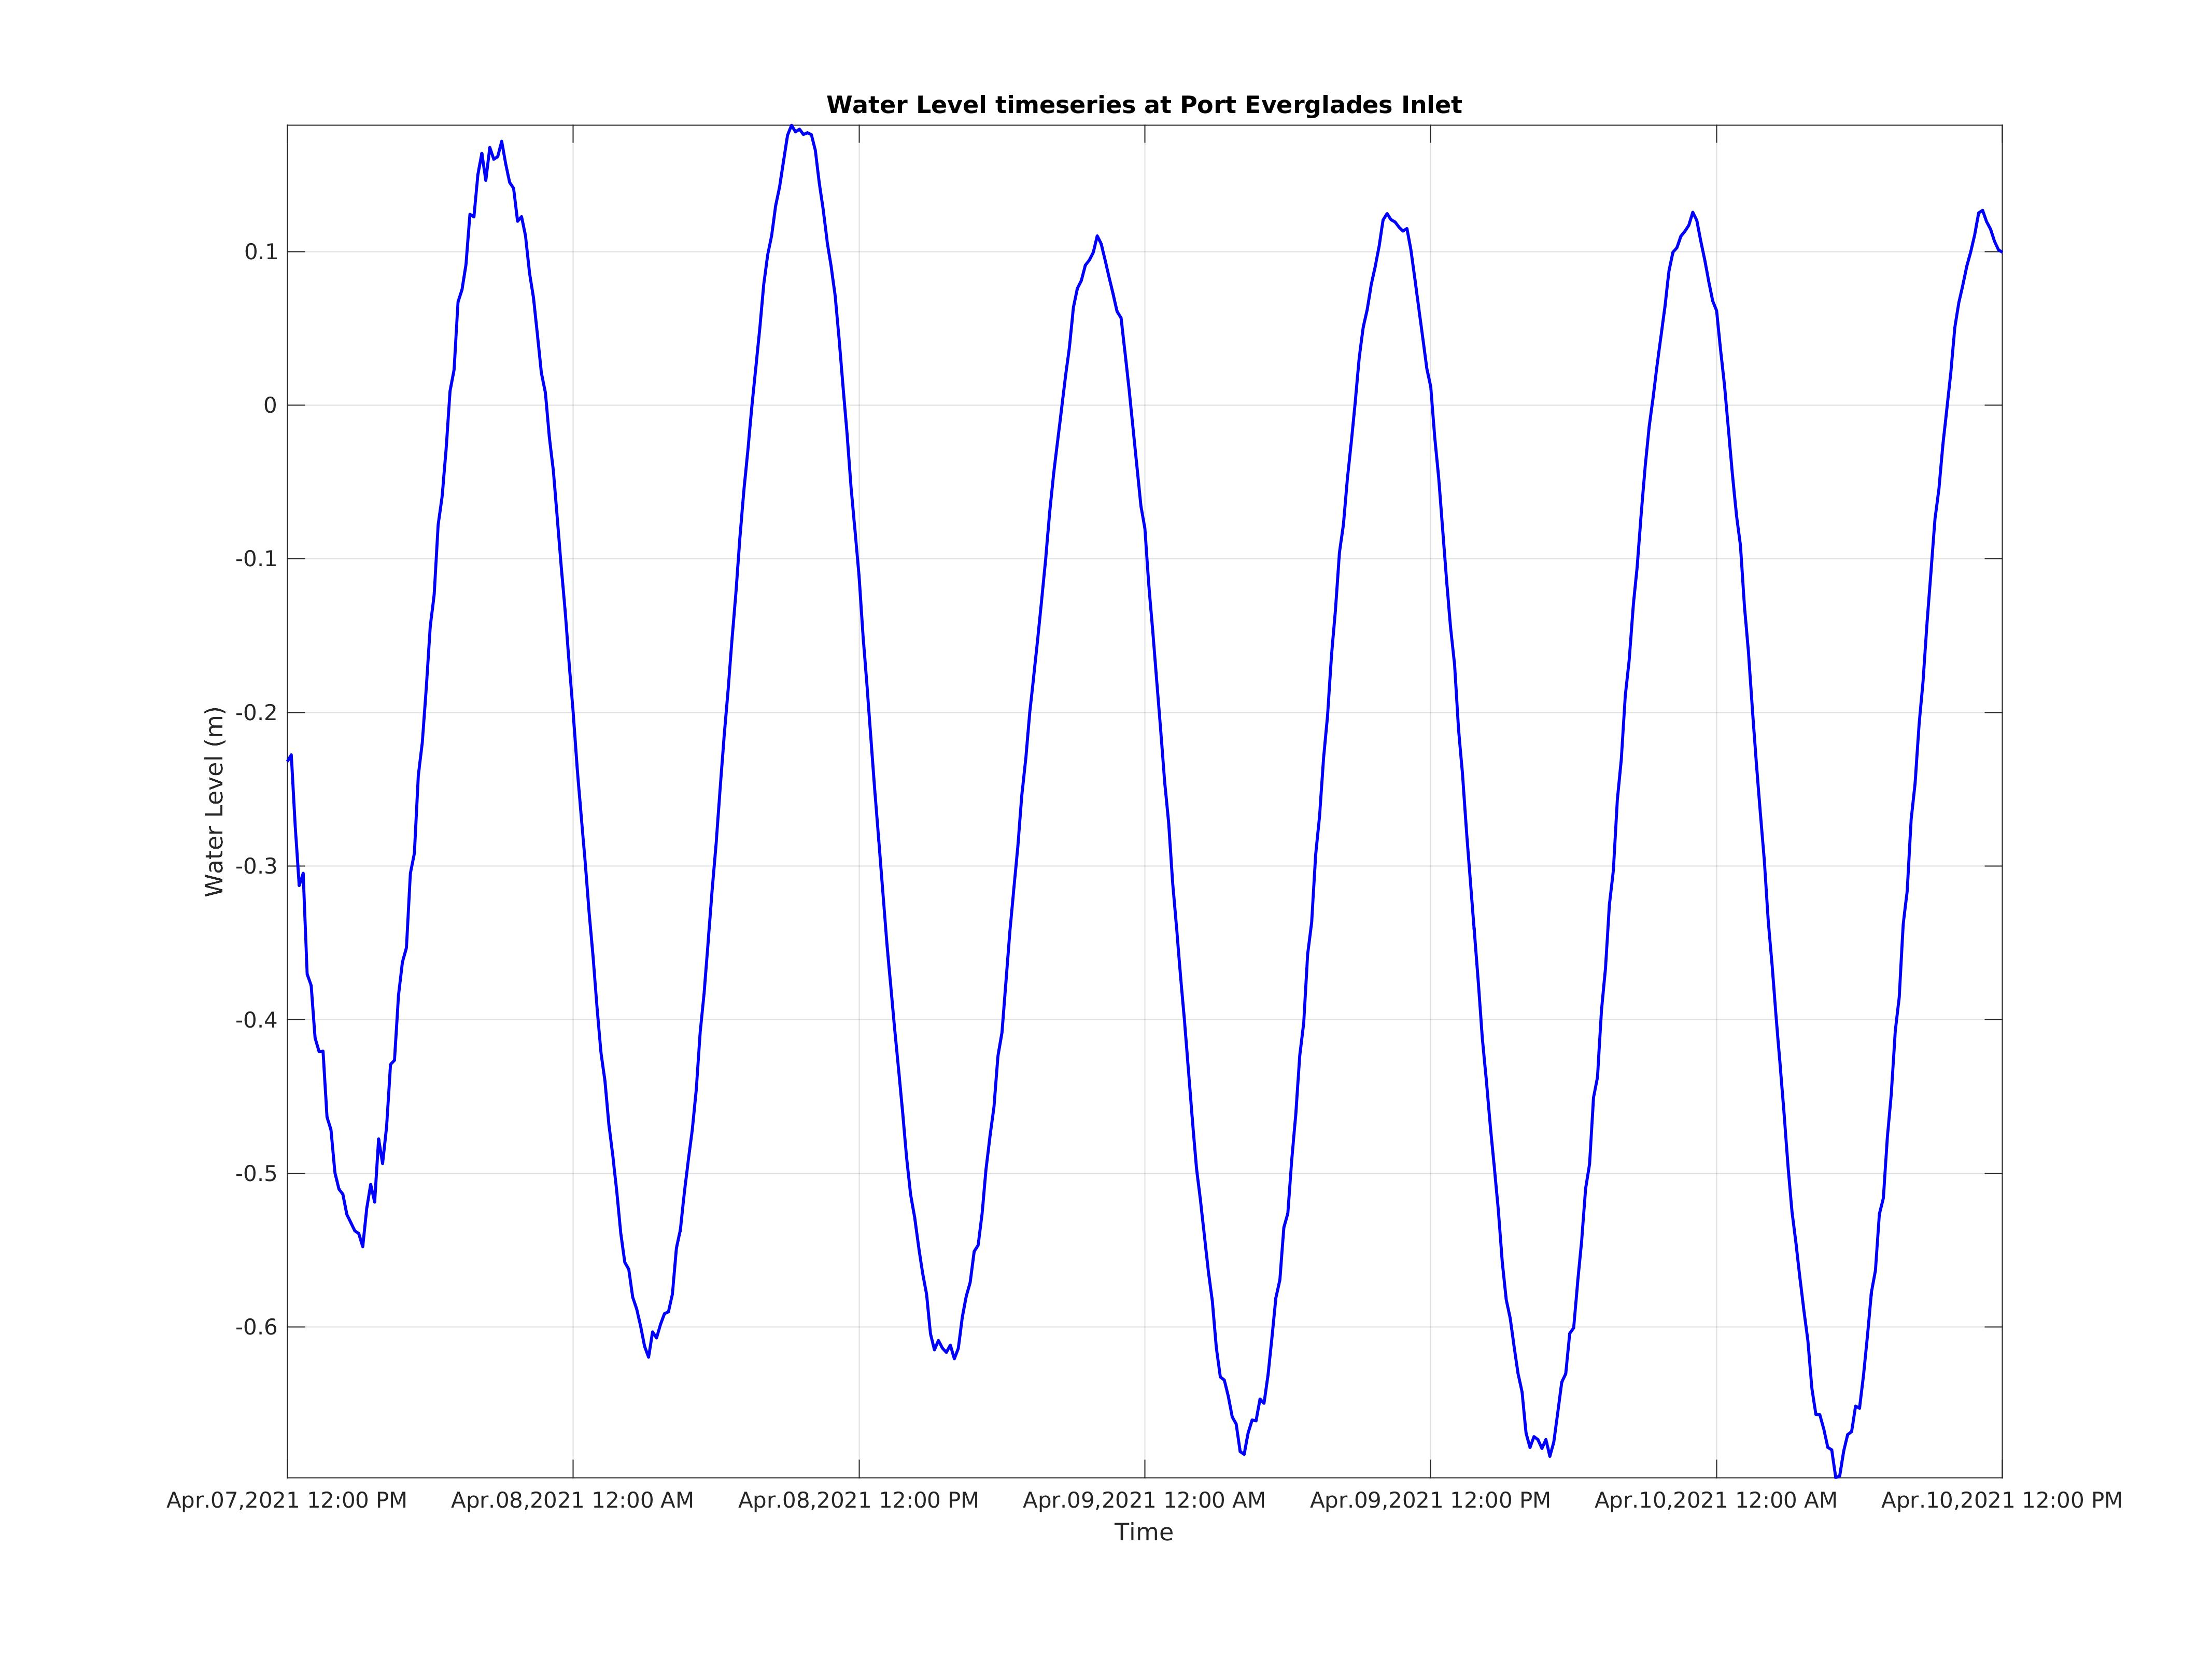 Water Level timeseries at Port Everglades Inlet
0.1
0
-0.1
-0.2
-0.3
-0.4
-0.5
-0.6
Water Level (m)
Apr.07,2021 12:00 PM Apr.08,2021 12:00 AM Apr.08,2021 12:00 PM Apr.09,2021 12:00 AM Apr.09,2021 12:00 PM Apr.10,2021 12:00 AM Apr.10,2021 12:00 PM
Time